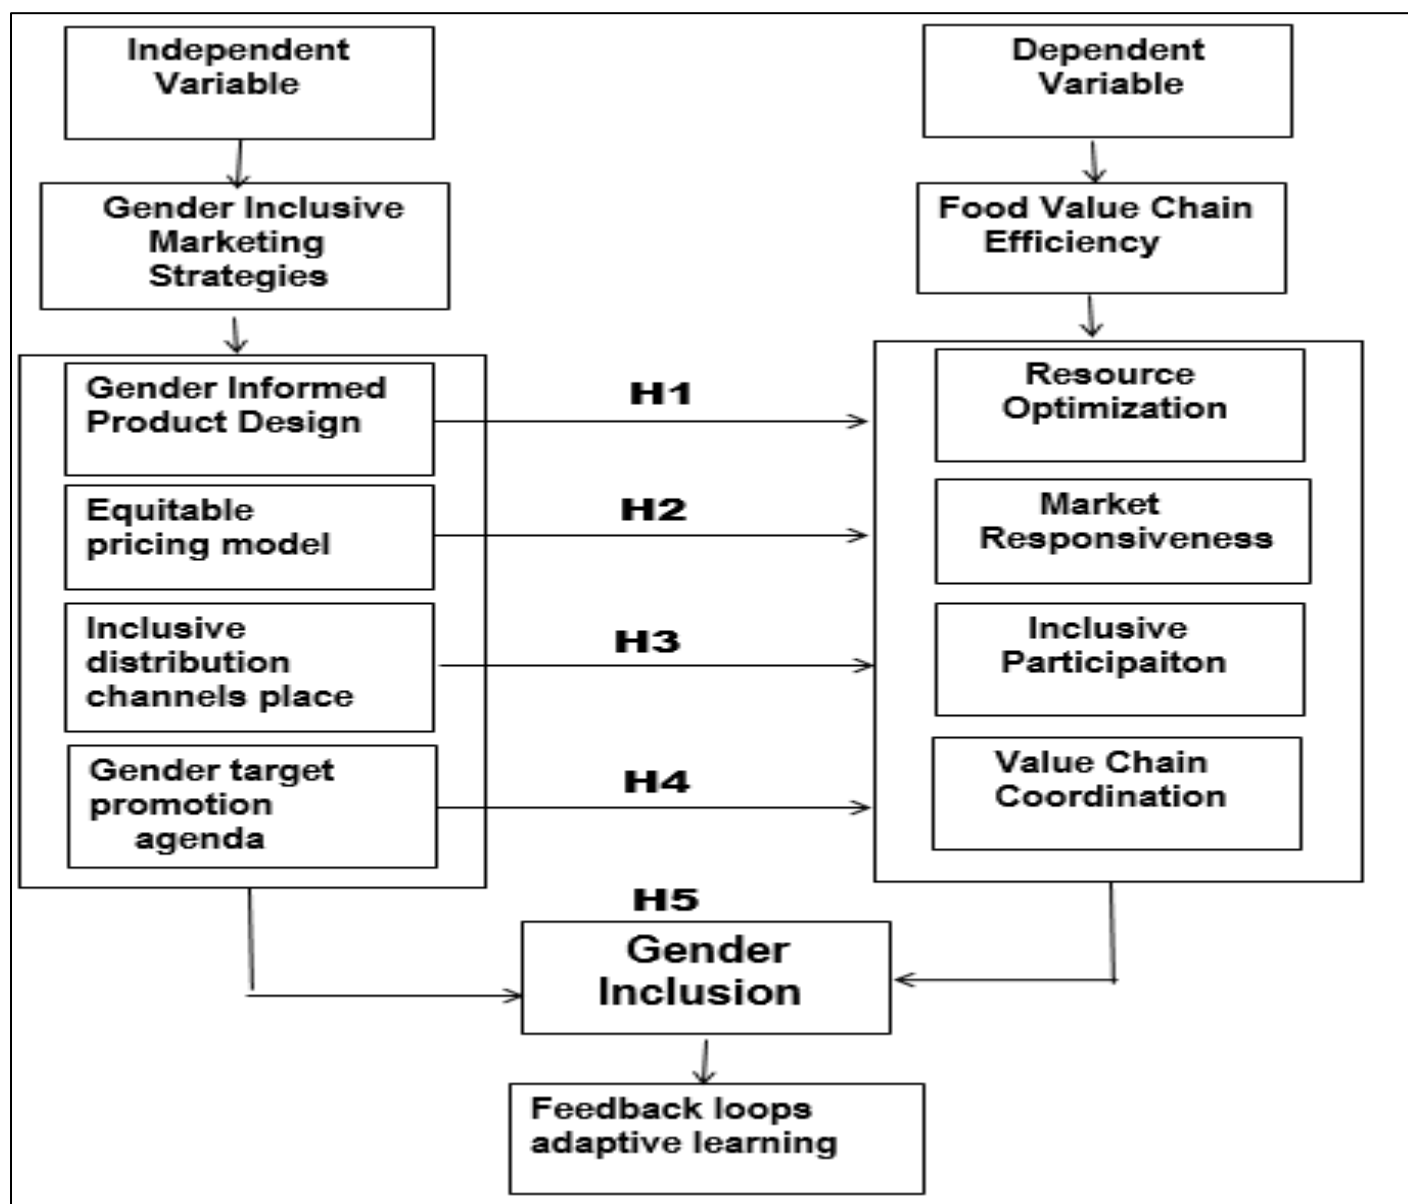 Independent
Variable
Dependent
Variable
Gender Inclusive
Marketing
Strategies
Food Value Chain
Efficiency
Gender Informed
Product Design
H1
Resource
Optimization
Equitable
pricing model
H2
Market
Responsiveness
Inclusive
distribution
channels place
H3
Inclusive
Participaiton
Gender target
promotion
agenda
H4
Value Chain
Coordination
H5
Gender
Inclusion
Feedback loops
adaptive learning